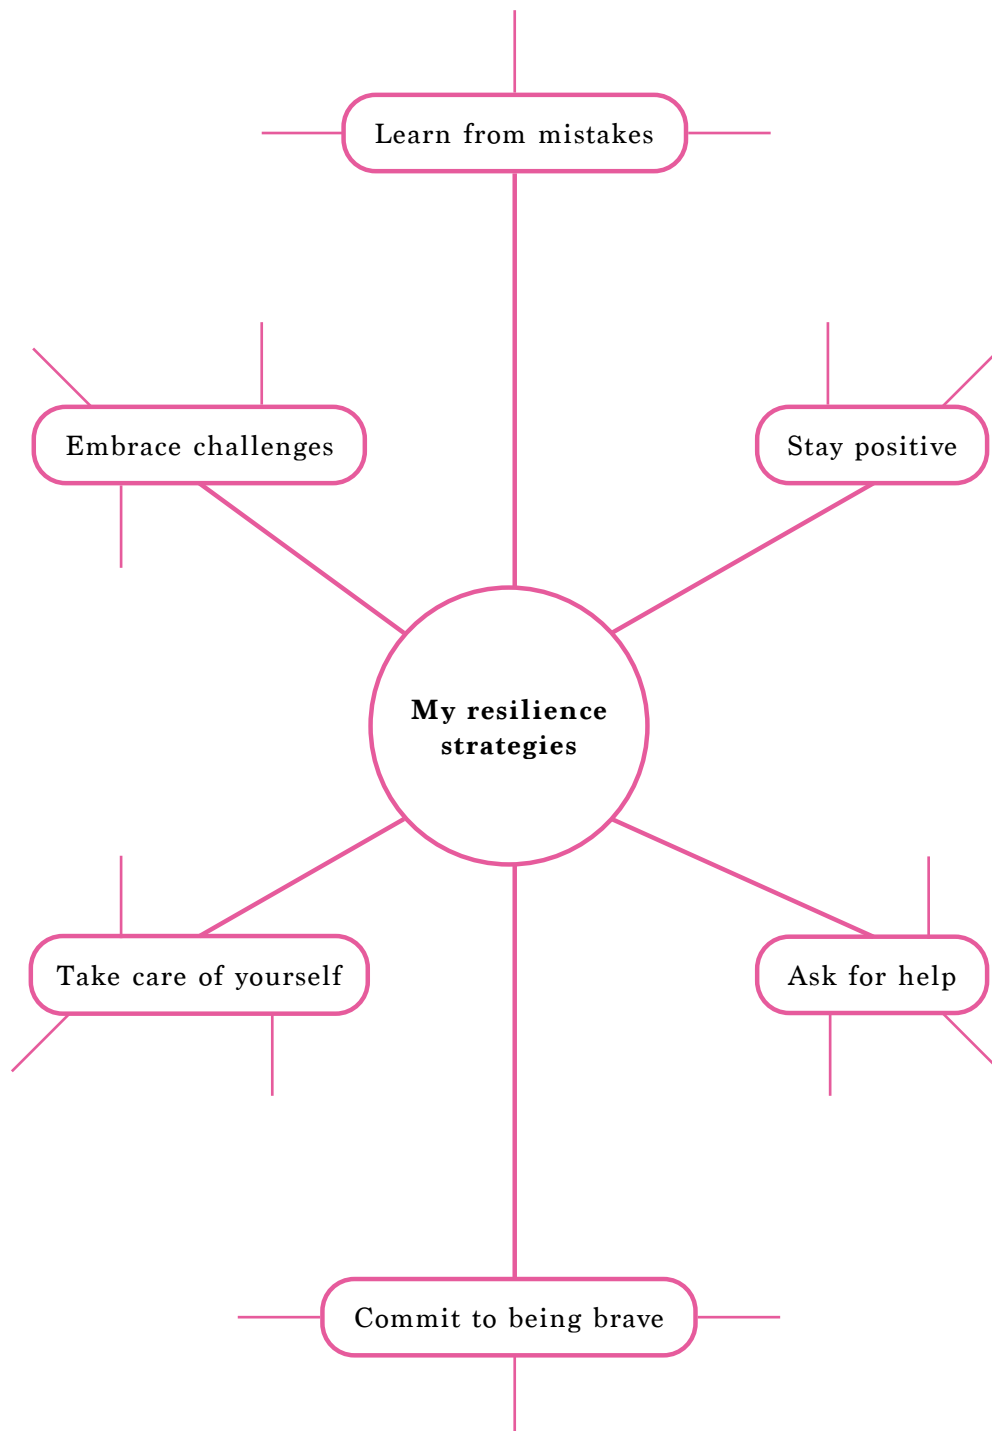 Learn from mistakes
Embrace challenges
Stay positive
My resilience
strategies
Take care of yourself
Ask for help
Commit to being brave